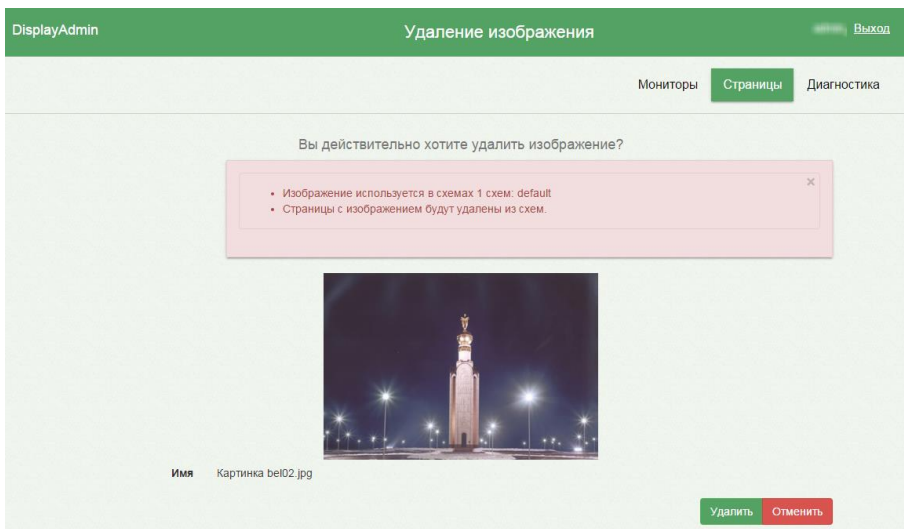 DisplayAdmin
Удаление изображения
Выход
Мониторы Страницы Диагностика
Вы действительно хотите удалить изображение?
×
• Изображение используется в схемах 1 схем: default
• Страницы с изображением будут удалены из схем.
Имя Картинка bel02.jpg
Удалить Отменить